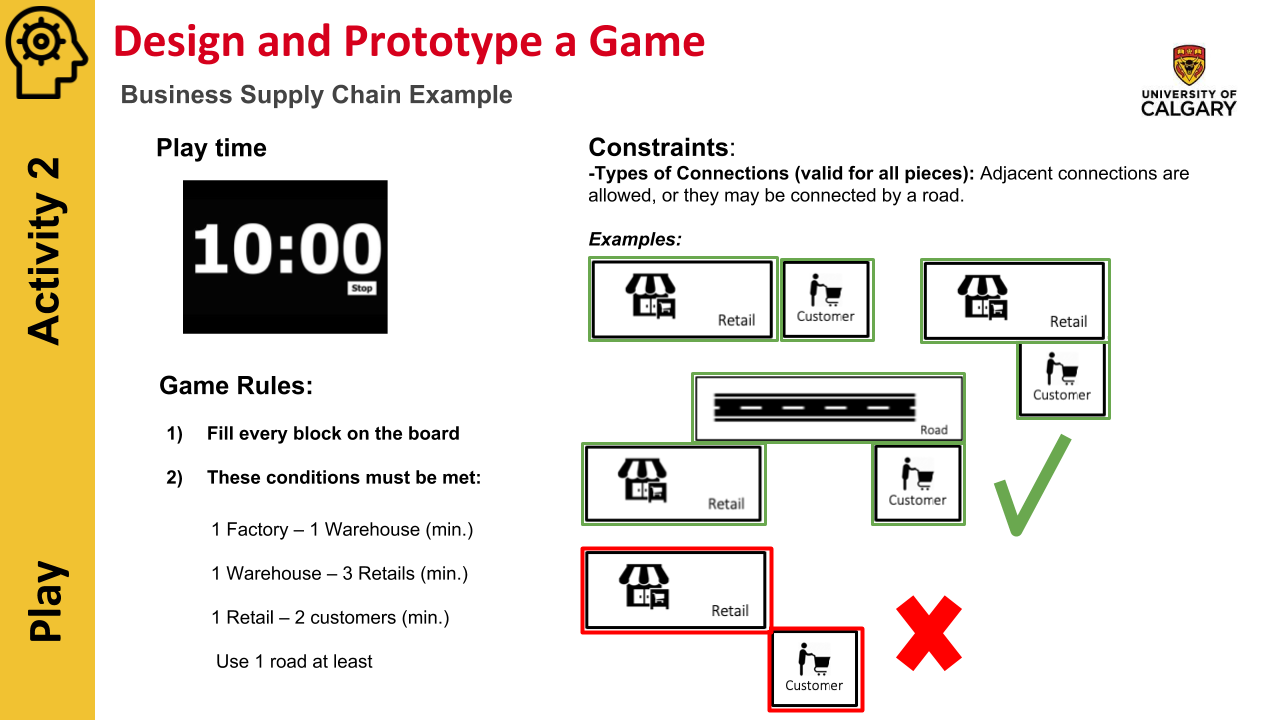 Design and Prototype a Game
Business Supply Chain Example
UNIVERSITY OF
CALGARY
Activity 2
Play
Play time
10:00
Stop
Game Rules:
1) Fill every block on the board
2) These conditions must be met:
1 Factory – 1 Warehouse (min.)
1 Warehouse – 3 Retails (min.)
1 Retail – 2 customers (min.)
Use 1 road at least
Constraints:
-Types of Connections (valid for all pieces): Adjacent connections are
allowed, or they may be connected by a road.
Examples:
Retail
Customer
Retail
Customer
Road
Retail
Customer
Retail
Customer